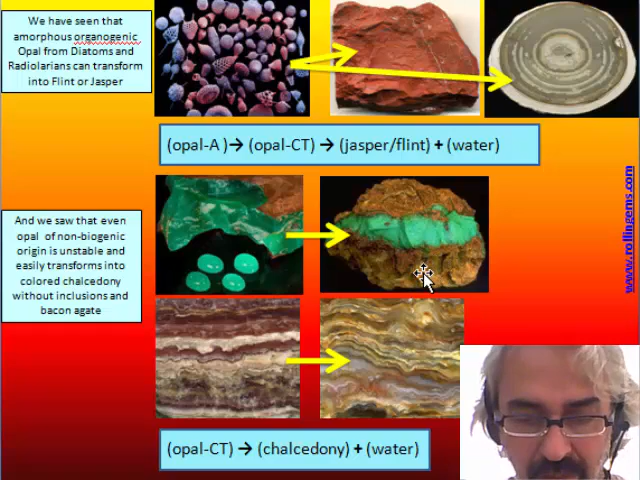 We have seen that
amorphous organogenic
Opal from Diatoms and
Radiolarians can transform
into Flint or Jasper
(opal-A )→ (opal-CT) → (jasper/flint) + (water)
And we saw that even
opal of non-biogenic
origin is unstable and
easily transforms into
colored chalcedony
without inclusions and
bacon agate
www.rollingems.com
(opal-CT) → (chalcedony) + (water)